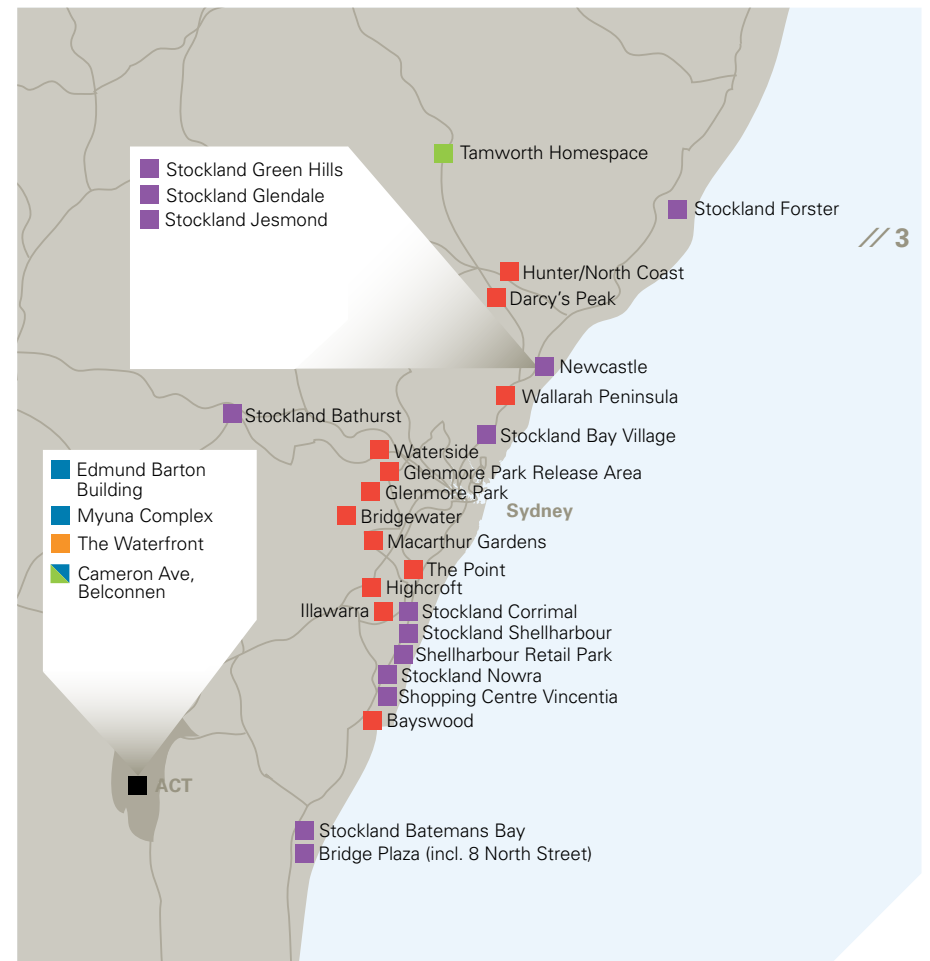 Tamworth Homespace
Stockland Green Hills
Stockland Glendale
Stockland Jesmond
Stockland Forster
// 3
Hunter/North Coast
Darcy's Peak
Newcastle
Wallarah Peninsula
Stockland Bathurst
Stockland Bay Village
Waterside
Glenmore Park Release Area
Glenmore Park
Sydney
Bridgewater
Macarthur Gardens
The Point
Highcroft
Illawarra
Stockland Corrimal
Stockland Shellharbour
Shellharbour Retail Park
Stockland Nowra
Shopping Centre Vincentia
Bayswood
Edmund Barton
Building
Myuna Complex
The Waterfront
Cameron Ave,
Belconnen
ACT
Stockland Batemans Bay
Bridge Plaza (incl. 8 North Street)